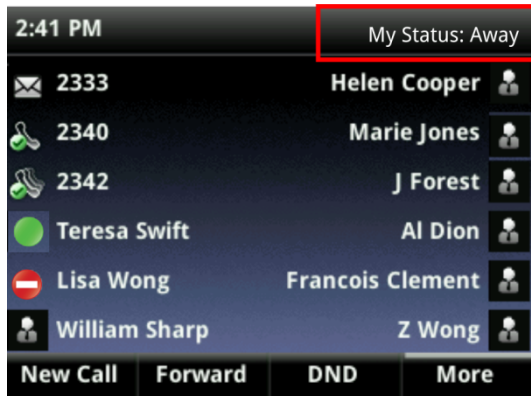 2:41 PM My Status: Away
2333 Helen Cooper
2340 Marie Jones
2342 J Forest
Teresa Swift Al Dion
Lisa Wong Francois Clement
William Sharp Z Wong
New Call Forward DND More